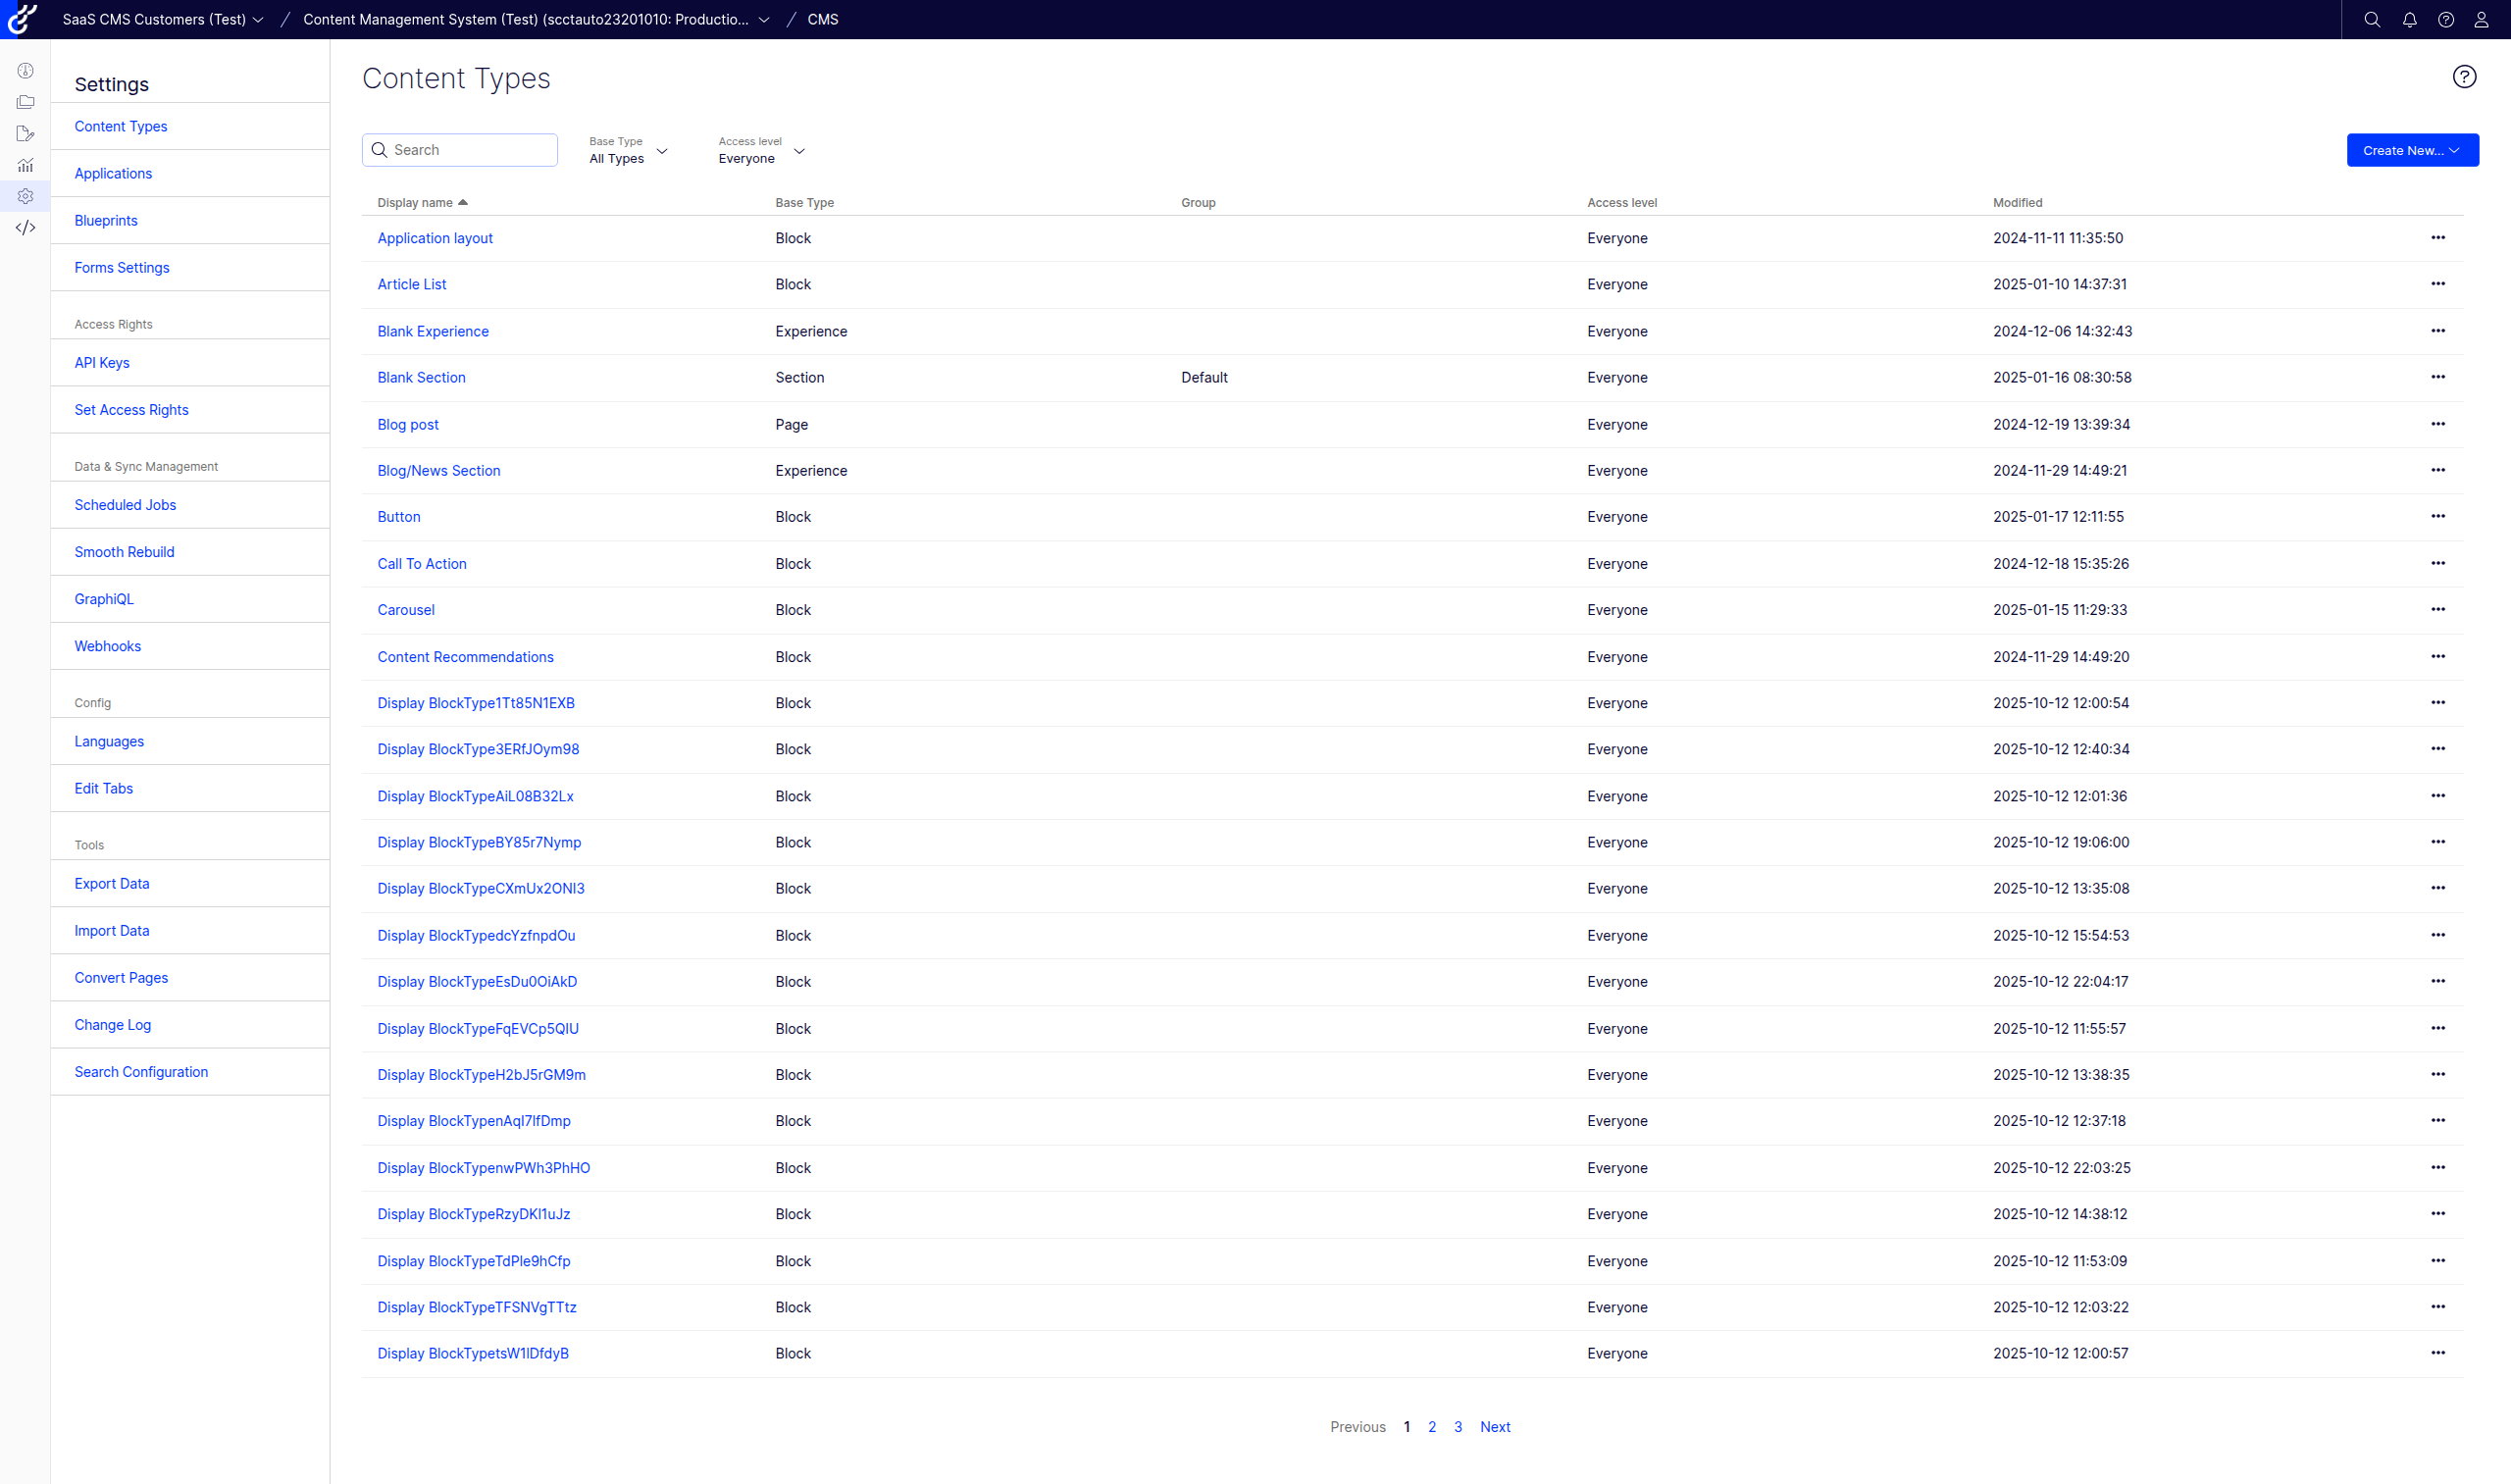 SaaS CMS Customers (Test) / Content Management System (Test) (scctauto23201010: Productio... / CMS
Settings
Content Types
Applications
Blueprints
Forms Settings
Access Rights
API Keys
Set Access Rights
Data & Sync Management
Scheduled Jobs
Smooth Rebuild
GraphiQL
Webhooks
Config
Languages
Edit Tabs
Tools
Export Data
Import Data
Convert Pages
Change Log
Search Configuration
Content Types
Search
Base Type
All Types
Access level
Everyone
Create New...
Display name Base Type Group Access level Modified
Application layout Block Everyone 2024-11-11 11:35:50
Article List Block Everyone 2025-01-10 14:37:31
Blank Experience Experience Everyone 2024-12-06 14:32:43
Blank Section Section Default Everyone 2025-01-16 08:30:58
Blog post Page Everyone 2024-12-19 13:39:34
Blog/News Section Experience Everyone 2024-11-29 14:49:21
Button Block Everyone 2025-01-17 12:11:55
Call To Action Block Everyone 2024-12-18 15:35:26
Carousel Block Everyone 2025-01-15 11:29:33
Content Recommendations Block Everyone 2024-11-29 14:49:20
Display BlockType1Tt85N1EXB Block Everyone 2025-10-12 12:00:54
Display BlockType3ERfJOym98 Block Everyone 2025-10-12 12:40:34
Display BlockTypeAiL08B32Lx Block Everyone 2025-10-12 12:01:36
Display BlockTypeBY85r7Nymp Block Everyone 2025-10-12 19:06:00
Display BlockTypeCXmUx2ONI3 Block Everyone 2025-10-12 13:35:08
Display BlockTypedcYzfnpdOu Block Everyone 2025-10-12 15:54:53
Display BlockTypeEsDu0OiAkD Block Everyone 2025-10-12 22:04:17
Display BlockTypeFqEVCp5QIU Block Everyone 2025-10-12 11:55:57
Display BlockTypeH2bJ5rGM9m Block Everyone 2025-10-12 13:38:35
Display BlockTypenAqI7IfDmp Block Everyone 2025-10-12 12:37:18
Display BlockTypenwPWh3PhHO Block Everyone 2025-10-12 22:03:25
Display BlockTypeRzyDKI1uJz Block Everyone 2025-10-12 14:38:12
Display BlockTypeTdPle9hCfp Block Everyone 2025-10-12 11:53:09
Display BlockTypeTFSNVgTTtz Block Everyone 2025-10-12 12:03:22
Display BlockTypetsW1lDfdyB Block Everyone 2025-10-12 12:00:57
Previous 1 2 3 Next